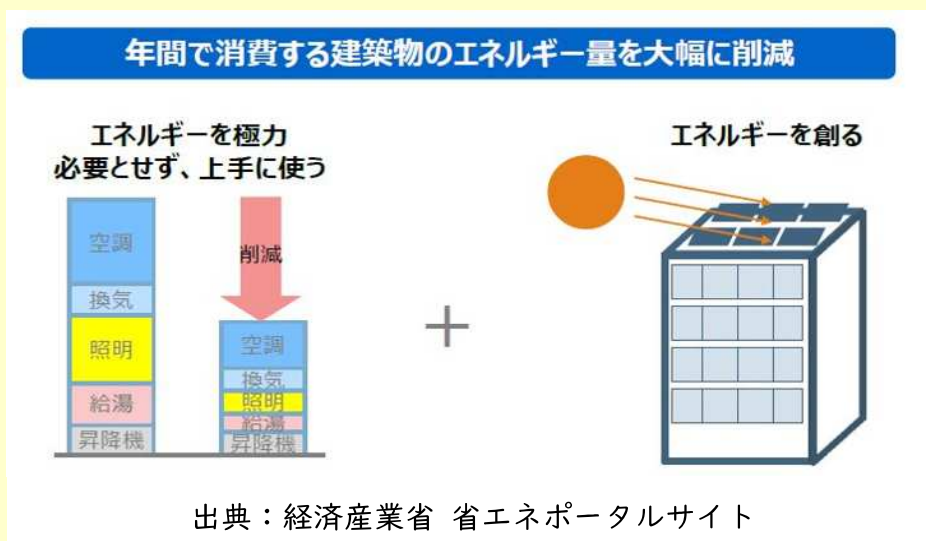 年間で消費する建築物のエネルギー量を大幅に削減
エネルギーを極力
必要とせず、上手に使う
空調
換気
照明
給湯
昇降機
削減
空調
換気
照明
給湯
昇降機
+
エネルギーを創る
出典:経済産業省 省エネポータルサイト